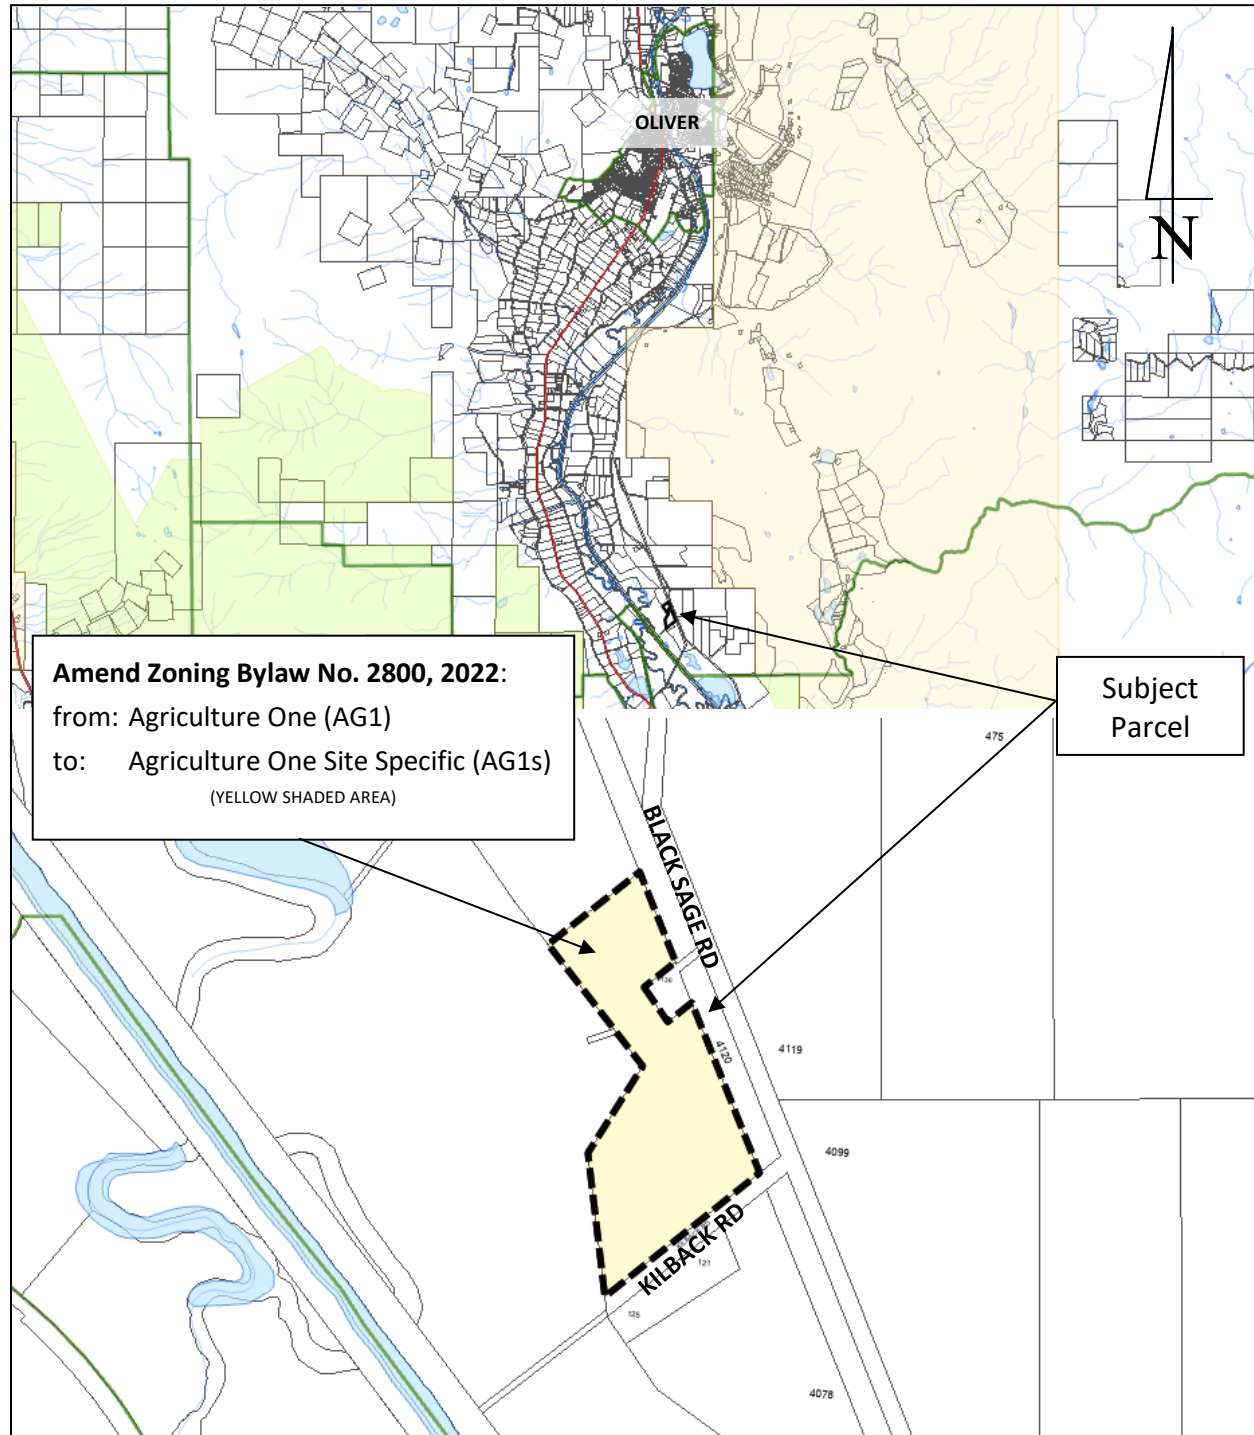 OLIVER
N
Amend Zoning Bylaw No. 2800, 2022:
from: Agriculture One (AG1)
to: Agriculture One Site Specific (AG1s)
(YELLOW SHADED AREA)
Subject
Parcel
475
BLACK SAGE RD
4120
4119
4099
KILBACK RD
121
125
4078